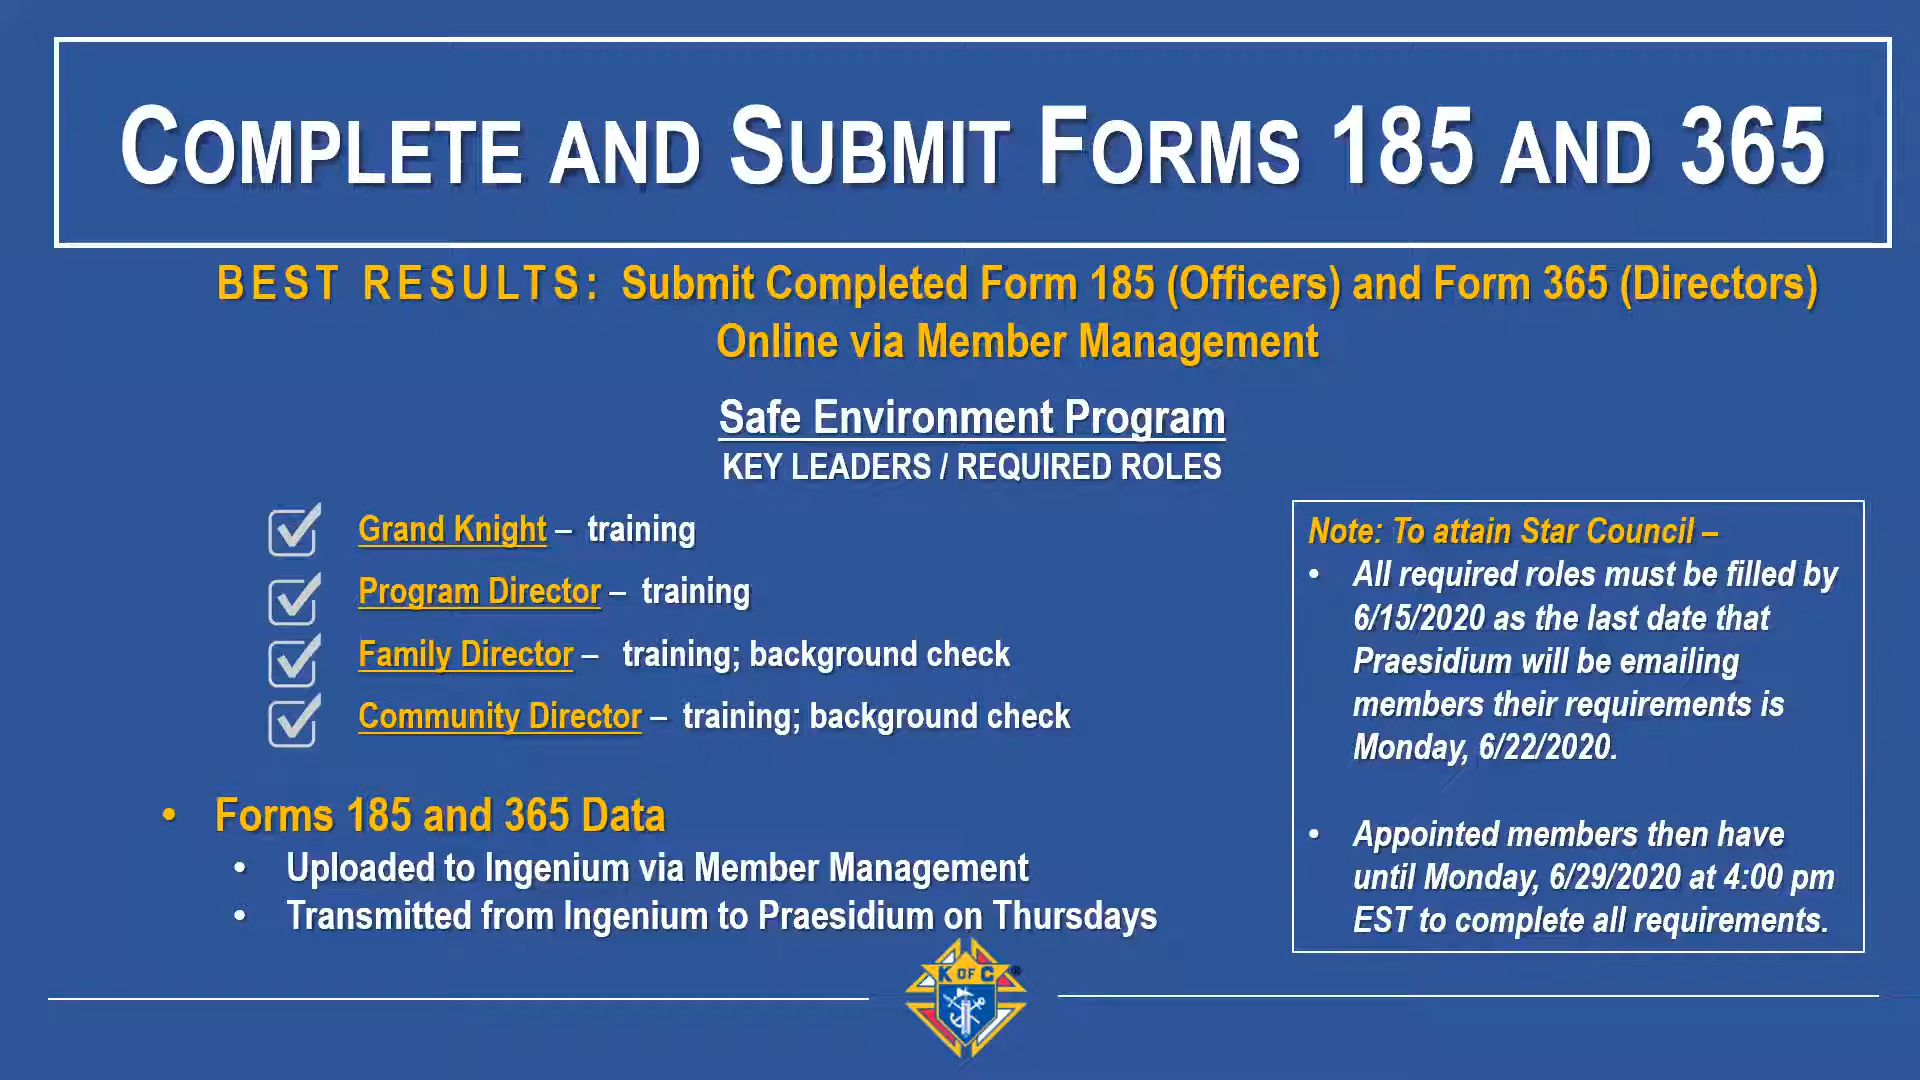 COMPLETE AND SUBMIT FORMS 185 AND 365
BEST RESULTS: Submit Completed Form 185 (Officers) and Form 365 (Directors)
Online via Member Management
Safe Environment Program
KEY LEADERS / REQUIRED ROLES
Grand Knight – training
Program Director – training
Family Director – training; background check
Community Director – training; background check
• Forms 185 and 365 Data
• Uploaded to Ingenium via Member Management
• Transmitted from Ingenium to Praesidium on Thursdays
Note: To attain Star Council –
• All required roles must be filled by
6/15/2020 as the last date that
Praesidium will be emailing
members their requirements is
Monday, 6/22/2020.
• Appointed members then have
until Monday, 6/29/2020 at 4:00 pm
EST to complete all requirements.
K OF C ®